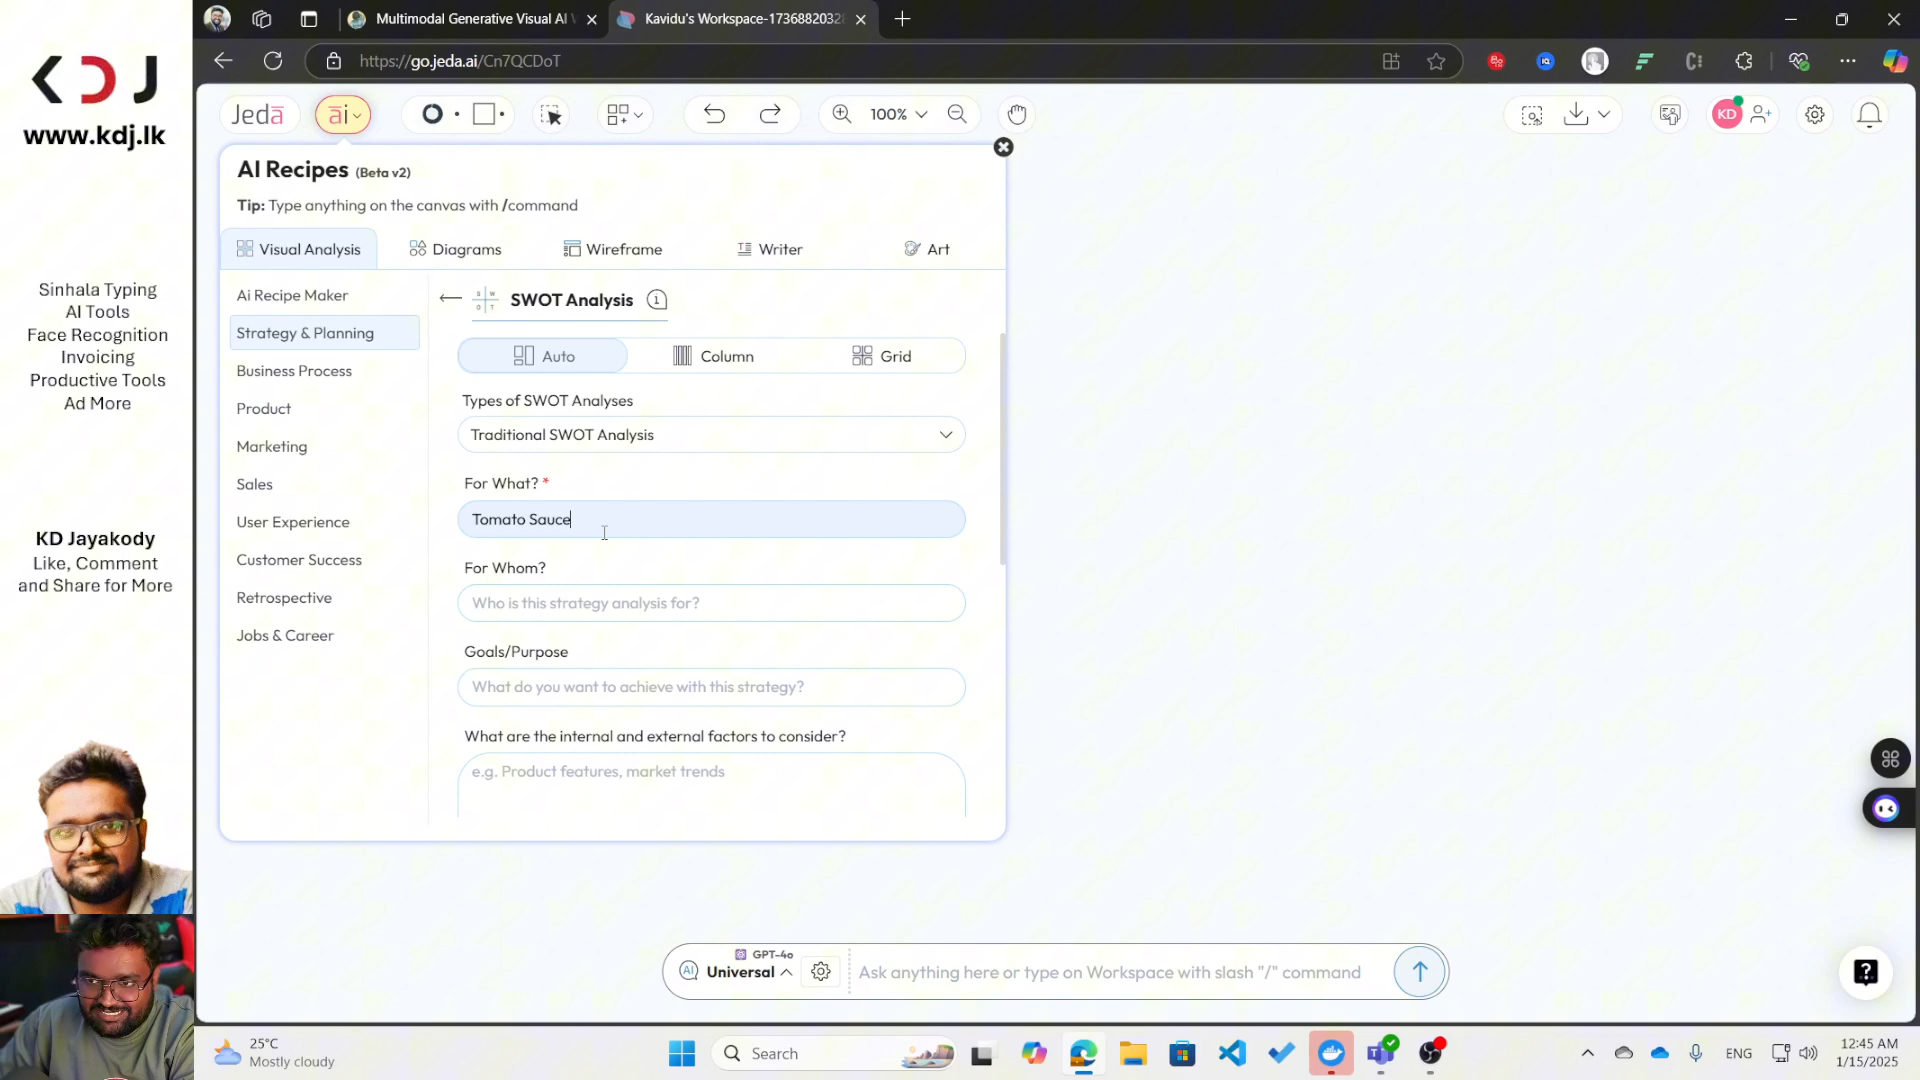 KDJ
www.kdj.lk
Sinhala Typing
AI Tools
Face Recognition
Invoicing
Productive Tools
Ad More
KD Jayakody
Like, Comment
and Share for More
Multimodal Generative Visual AI
Kavidu's Workspace-1736882032
https://go.jeda.ai/Cn7QCDoT
Jedā
āi
100%
KD
AI Recipes (Beta v2)
Tip: Type anything on the canvas with /command
Visual Analysis
Diagrams
Wireframe
Writer
Art
Ai Recipe Maker
Strategy & Planning
Business Process
Product
Marketing
Sales
User Experience
Customer Success
Retrospective
Jobs & Career
SWOT Analysis
Auto
Column
Grid
Types of SWOT Analyses
Traditional SWOT Analysis
For What? *
Tomato Sauce
For Whom?
Who is this strategy analysis for?
Goals/Purpose
What do you want to achieve with this strategy?
What are the internal and external factors to consider?
e.g. Product features, market trends
GPT-4o
AI Universal
Ask anything here or type on Workspace with slash "/" command
25°C
Mostly cloudy
Search
ENG
12:45 AM
1/15/2025